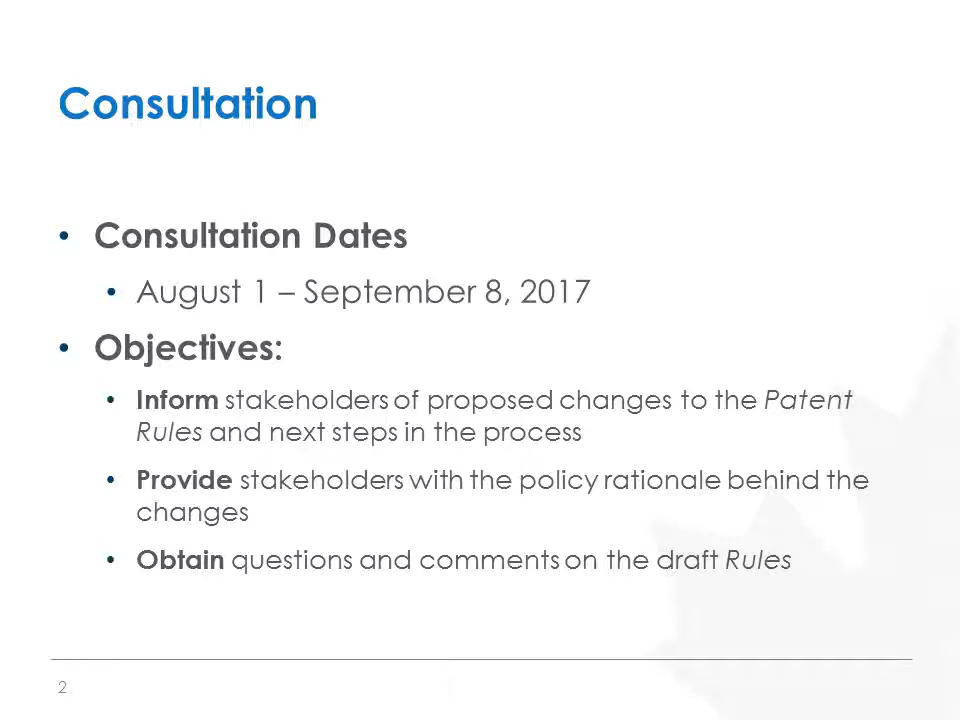 Consultation
• Consultation Dates
• August 1 – September 8, 2017
• Objectives:
• Inform stakeholders of proposed changes to the Patent
Rules and next steps in the process
• Provide stakeholders with the policy rationale behind the
changes
• Obtain questions and comments on the draft Rules
2